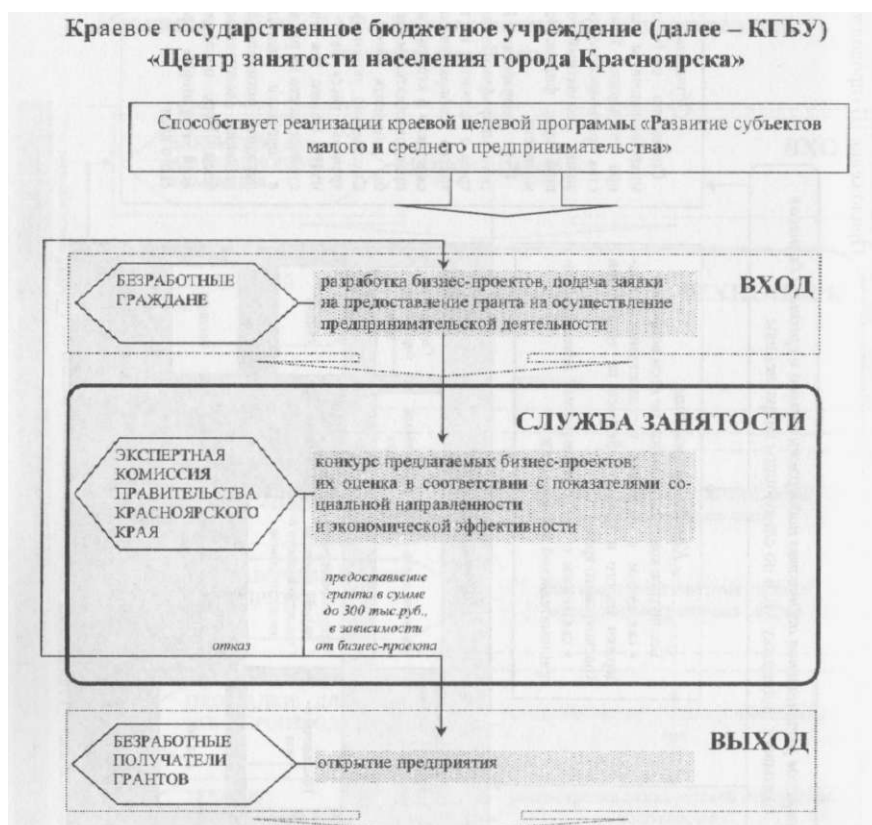 Краевое государственное бюджетное учреждение (далее – КГБУ)
«Центр занятости населения города Красноярска»
Способствует реализации краевой целевой программы «Развитие субъектов
малого и среднего предпринимательства»
БЕЗРАБОТНЫЕ
ГРАЖДАНЕ
разработка бизнес-проектов, подача заявки
на предоставление гранта на осуществление
предпринимательской деятельности
ВХОД
СЛУЖБА ЗАНЯТОСТИ
ЭКСПЕРТНАЯ
КОМИССИЯ
ПРАВИТЕЛЬСТВА
КРАСНОЯРСКОГО
КРАЯ
конкурс предлагаемых бизнес-проектов:
их оценка в соответствии с показателями со-
циальной направленности
и экономической эффективности
предоставление
гранта в сумме
до 300 тыс.руб.,
в зависимости
от бизнес-проекта
отказ
ВЫХОД
БЕЗРАБОТНЫЕ
ПОЛУЧАТЕЛИ
ГРАНТОВ
открытие предприятия